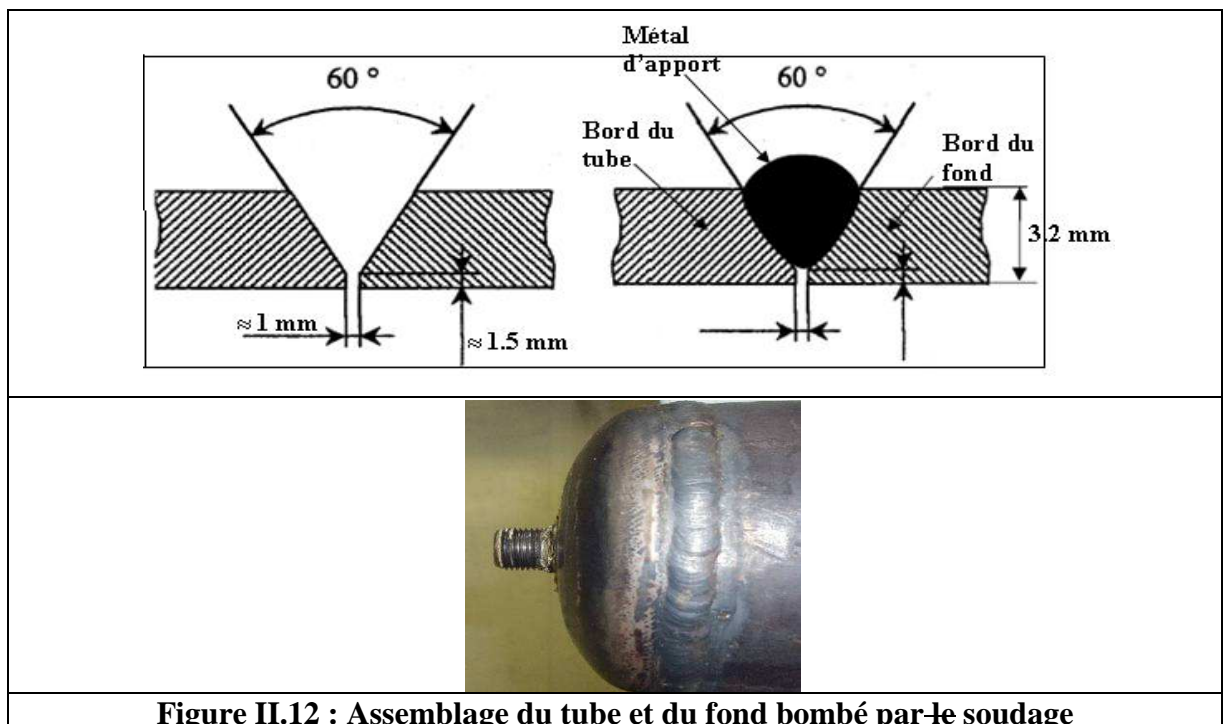 60 °
≈1 mm
≈1.5 mm
Métal
d'apport
60 °
Bord du
tube
Bord du
fond
3.2 mm
Figure II.12 : Assemblage du tube et du fond bombé par le soudage